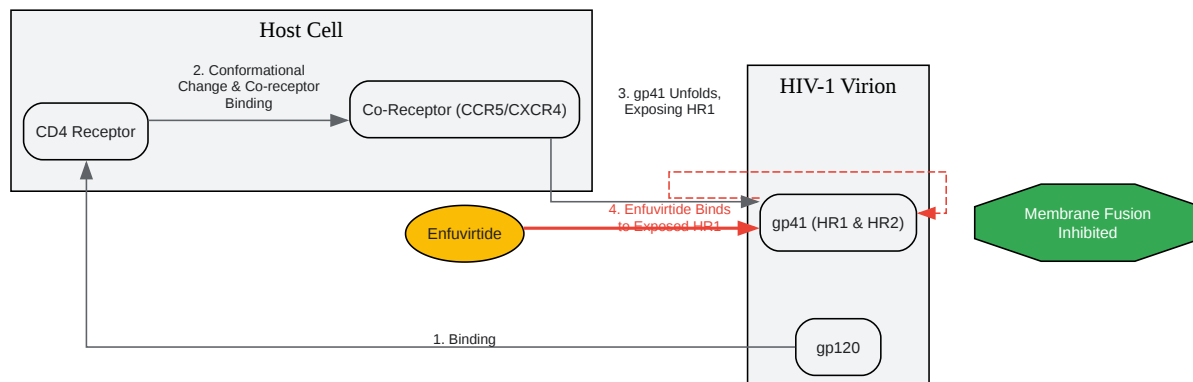 Host Cell
2. Conformational
Change & Co-receptor
Binding
CD4 Receptor
Co-Receptor (CCR5/CXCR4)
3. gp41 Unfolds,
Exposing HR1
HIV-1 Virion
4. Enfuvirtide Binds
to Exposed HR1
Enfuvirtide
gp41 (HR1 & HR2)
Membrane Fusion
Inhibited
1. Binding
gp120